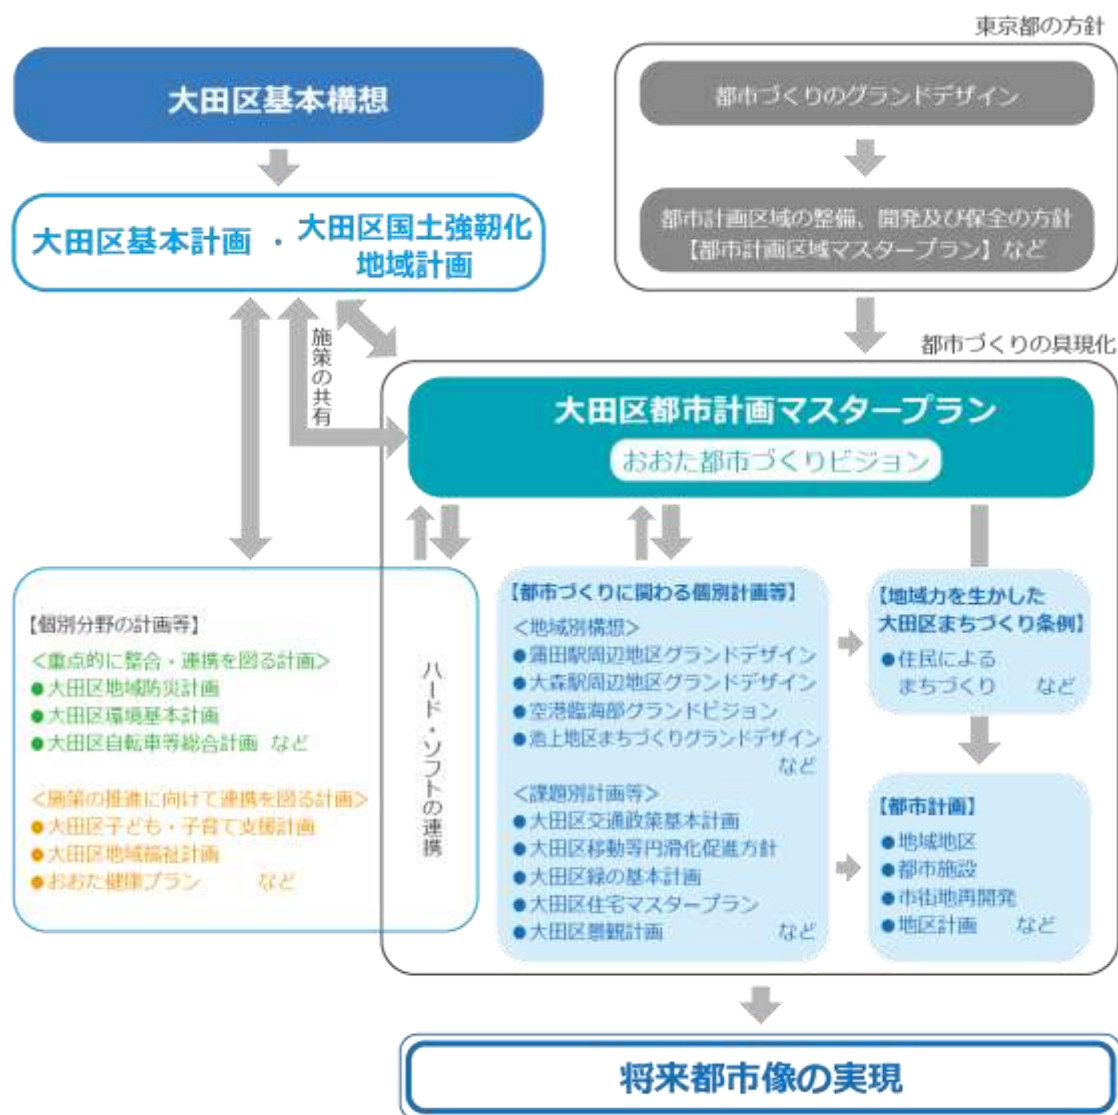 東京都の方針
大田区基本構想
都市づくりのグランドデザイン
大田区基本計画 ・ 大田区国土強靭化
地域計画
都市計画区域の整備、開発及び保全の方針
【都市計画区域マスタープラン】など
施策の共有
都市づくりの具現化
大田区都市計画マスタープラン
おおた都市づくりビジョン
【個別分野の計画等】
<重点的に整合・連携を図る計画>
●大田区地域防災計画
●大田区環境基本計画
●大田区自転車等総合計画 など
<施策の推進に向けて連携を図る計画>
●大田区子ども・子育て支援計画
●大田区地域福祉計画
●おおた健康プラン など
ハード・ソフトの連携
【都市づくりに関わる個別計画等】
<地域別構想>
●蒲田駅周辺地区グランドデザイン
●大森駅周辺地区グランドデザイン
●空港臨海部グランドビジョン
●池上地区まちづくりグランドデザイン
など
<課題別計画等>
●大田区交通政策基本計画
●大田区移動等円滑化促進方針
●大田区緑の基本計画
●大田区住宅マスタープラン
●大田区景観計画 など
【地域力を生かした
大田区まちづくり条例】
●住民による
まちづくり など
【都市計画】
●地域地区
●都市施設
●市街地再開発
●地区計画 など
将来都市像の実現